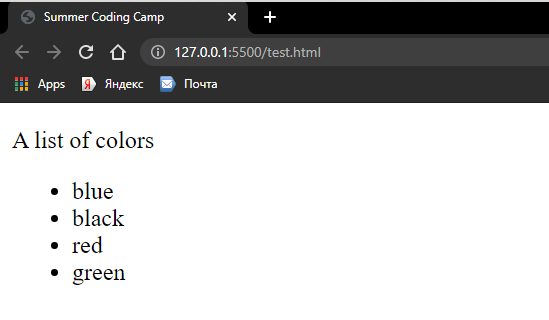 Summer Coding Camp
127.0.0.1:5500/test.html
Apps Яндекс Почта
A list of colors
blue
black
red
green